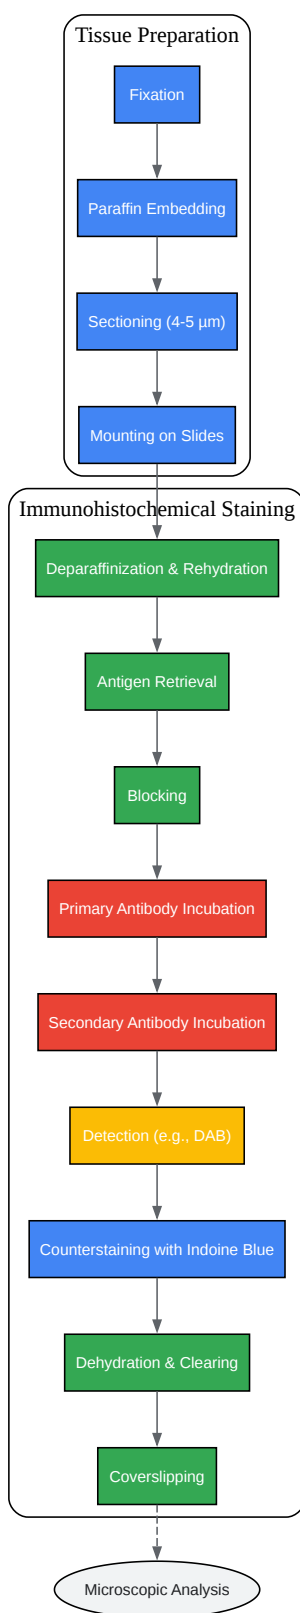 Tissue Preparation
Fixation
Paraffin Embedding
Sectioning (4-5 µm)
Mounting on Slides
Immunohistochemical Staining
Deparaffinization & Rehydration
Antigen Retrieval
Blocking
Primary Antibody Incubation
Secondary Antibody Incubation
Detection (e.g., DAB)
Counterstaining with Indoine Blue
Dehydration & Clearing
Coverslipping
Microscopic Analysis